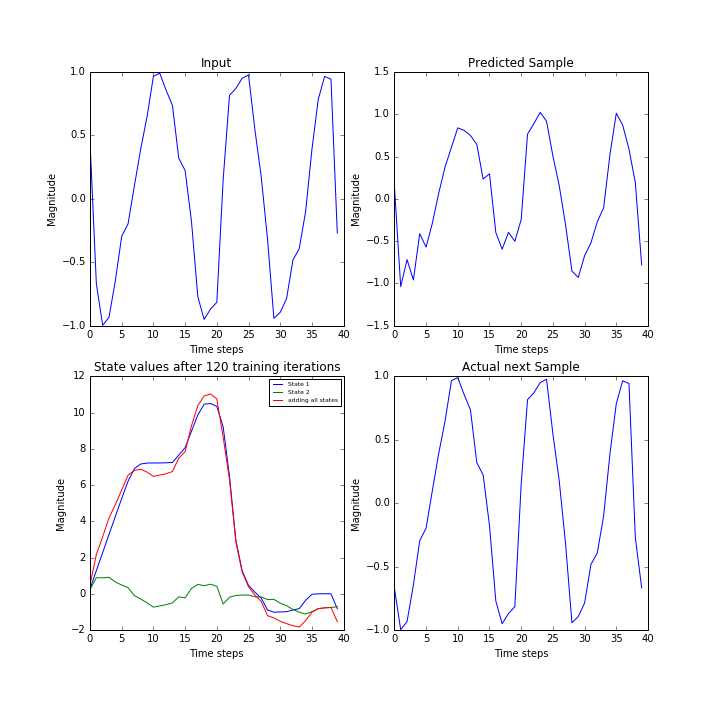 Input
Magnitude
1.0
0.5
0.0
−0.5
−1.0
0 5 10 15 20 25 30 35 40
Time steps
Predicted Sample
Magnitude
1.5
1.0
0.5
0.0
−0.5
−1.0
−1.5
0 5 10 15 20 25 30 35 40
Time steps
State values after 120 training iterations
Magnitude
12
10
8
6
4
2
0
−2
0 5 10 15 20 25 30 35 40
Time steps
State 1
State 2
adding all states
Actual next Sample
Magnitude
1.0
0.5
0.0
−0.5
−1.0
0 5 10 15 20 25 30 35 40
Time steps